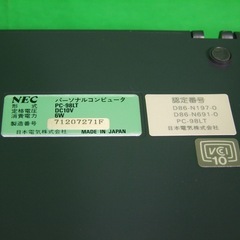 NEC パーソナルコンピュータ
形式 PC-98LT
定格電圧 DC10V
消費電力 6W
製造番号 71207271F
日本電気株式会社 MADE IN JAPAN
認定番号
D86-N197-0
D86-N691-0
PC-98LT
日本電気株式会社
VCI
10